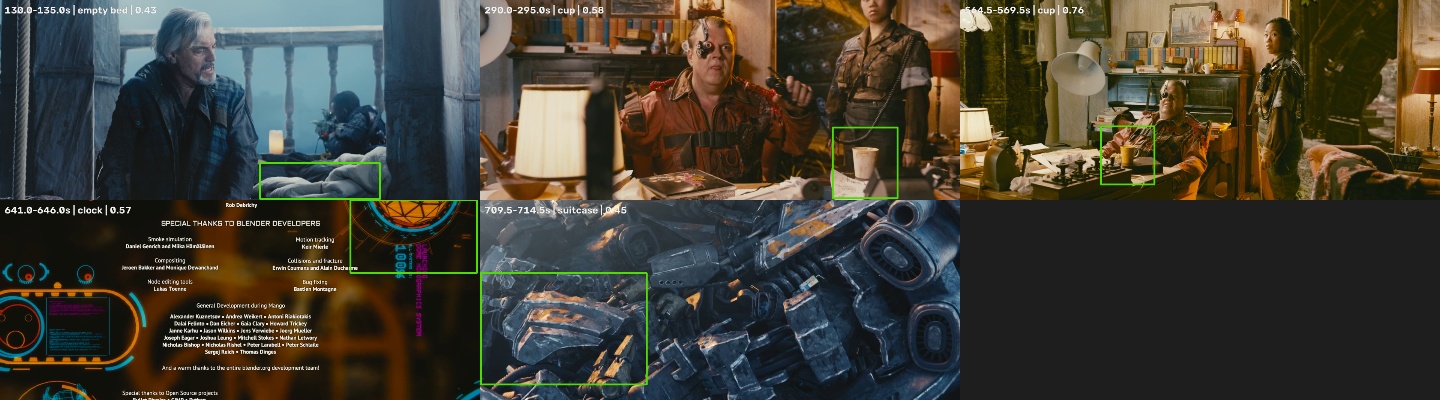 130.0-135.0s | empty bed | 0.43
290.0-295.0s | cup | 0.58
564.5-569.5s | cup | 0.76
641.0-646.0s | clock | 0.57
Rob Debrichy
SPECIAL THANKS TO BLENDER DEVELOPERS
Smoke simulation
Daniel Genrich and Miika Hämäläinen
Motion tracking
Keir Mierle
Compositing
Jeroen Bakker and Monique Dewanchand
Collisions and fracture
Erwin Coumans and Alain Ducharme
Node editing tools
Lukas Toenne
Bug fixing
Bastien Montagne
General Development during Mango
Alexander Kuznetsov • Andrea Weikert • Antoni Riakiotakis
Dalai Felinto • Dan Eicher • Gaia Clary • Howard Trickey
Janne Karhu • Jason Wilkins • Jens Verwiebe • Joerg Mueller
Joseph Eagar • Joshua Leung • Mitchell Stokes • Nathan Letwory
Nicholas Bishop • Nicholas Rishel • Peter Larabell • Peter Schlaile
Sergej Reich • Thomas Dinges
And a warm thanks to the entire blender.org development team!
Special thanks to Open Source projects
100%
709.5-714.5s | suitcase | 0.45